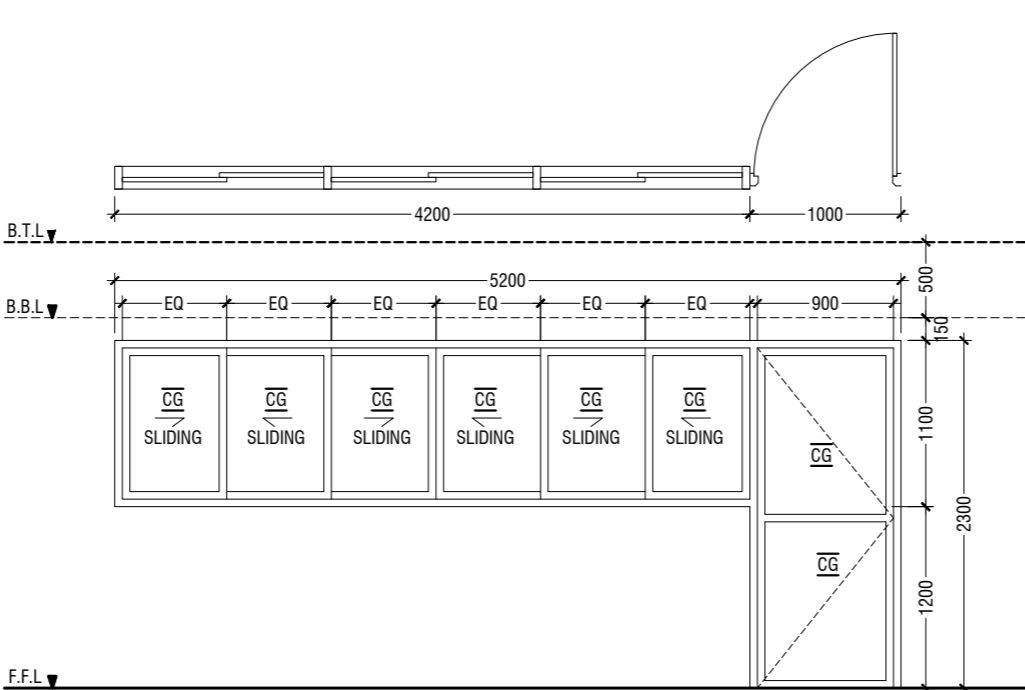 4200 1000
B.T.L
5200
500
B.B.L
EQ EQ EQ EQ EQ EQ 900
150
CG CG CG CG CG CG
SLIDING SLIDING SLIDING SLIDING SLIDING SLIDING
1100
CG
2300
CG
1200
F.F.L